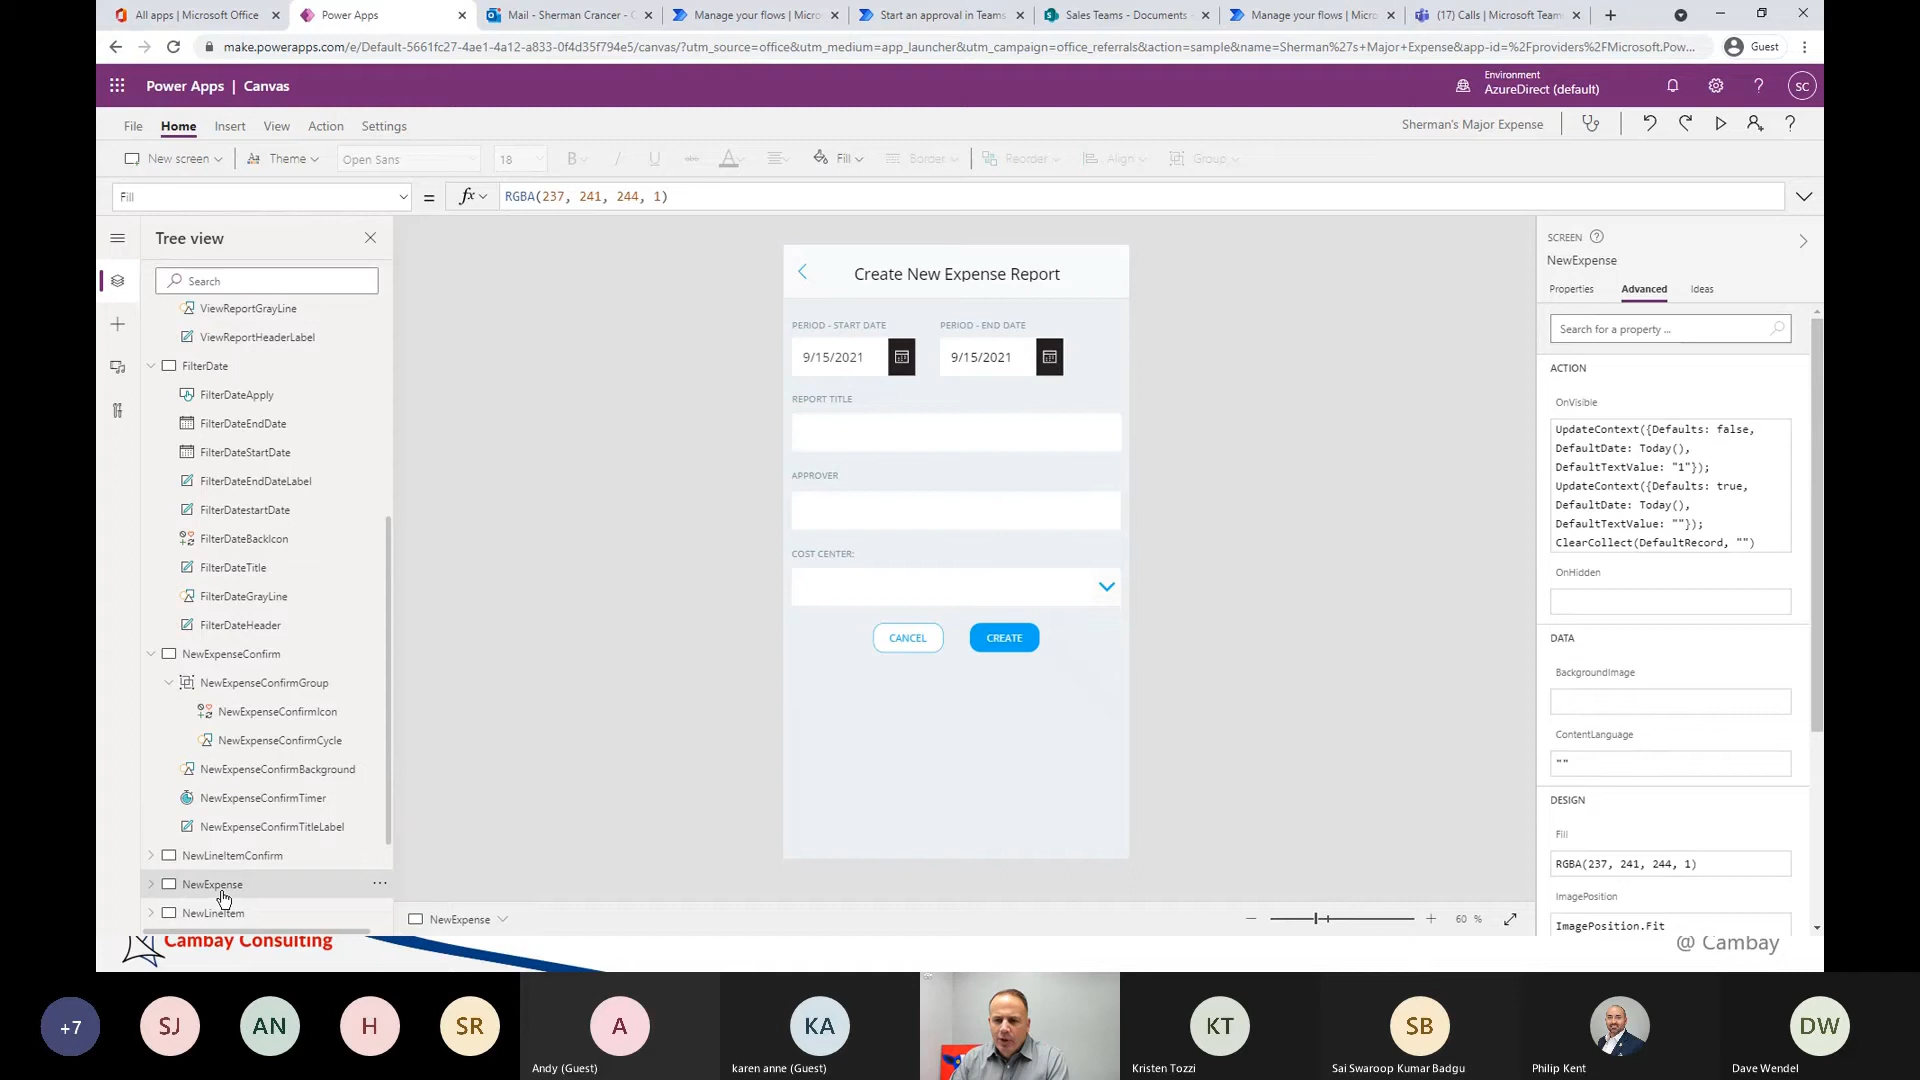 All apps | Microsoft Office
Power Apps
Mail - Sherman Crancer - C
Manage your flows | Micro
Start an approval in Teams
Sales Teams - Documents -
Manage your flows | Micro
(17) Calls | Microsoft Team
make.powerapps.com/e/Default-5661fc27-4ae1-4a12-a833-0f4d35f794e5/canvas/?utm_source=office&utm_medium=app_launcher&utm_campaign=office_referrals&action=sample&name=Sherman%27s+Major+Expense&app-id=%2Fproviders%2FMicrosoft.Pow...
Guest
Power Apps | Canvas
Environment
AzureDirect (default)
SC
File Home Insert View Action Settings
Sherman's Major Expense
New screen
Theme
Open Sans
18
B
I
U
abc
A
Fill
Border
Reorder
Align
Group
Fill
=
fx
RGBA(237, 241, 244, 1)
Tree view
Search
ViewReportGrayLine
ViewReportHeaderLabel
FilterDate
FilterDateApply
FilterDateEndDate
FilterDateStartDate
FilterDateEndDateLabel
FilterDatestartDate
FilterDateBackIcon
FilterDateTitle
FilterDateGrayLine
FilterDateHeader
NewExpenseConfirm
NewExpenseConfirmGroup
NewExpenseConfirmIcon
NewExpenseConfirmCycle
NewExpenseConfirmBackground
NewExpenseConfirmTimer
NewExpenseConfirmTitleLabel
NewLineItemConfirm
NewExpense
NewLineItem
Create New Expense Report
PERIOD - START DATE
PERIOD - END DATE
9/15/2021
9/15/2021
REPORT TITLE
APPROVER
COST CENTER:
CANCEL
CREATE
NewExpense
60 %
SCREEN
NewExpense
Properties Advanced Ideas
Search for a property ...
ACTION
OnVisible
UpdateContext({Defaults: false,
DefaultDate: Today(),
DefaultTextValue: "1"});
UpdateContext({Defaults: true,
DefaultDate: Today(),
DefaultTextValue: ""});
ClearCollect(DefaultRecord, "")
OnHidden
DATA
BackgroundImage
ContentLanguage
""
DESIGN
Fill
RGBA(237, 241, 244, 1)
ImagePosition
ImagePosition.Fit
Cambay Consulting
@ Cambay
+7
SJ
AN
H
SR
A
KA
KT
SB
DW
Andy (Guest)
karen anne (Guest)
Kristen Tozzi
Sai Swaroop Kumar Badgu
Philip Kent
Dave Wendel